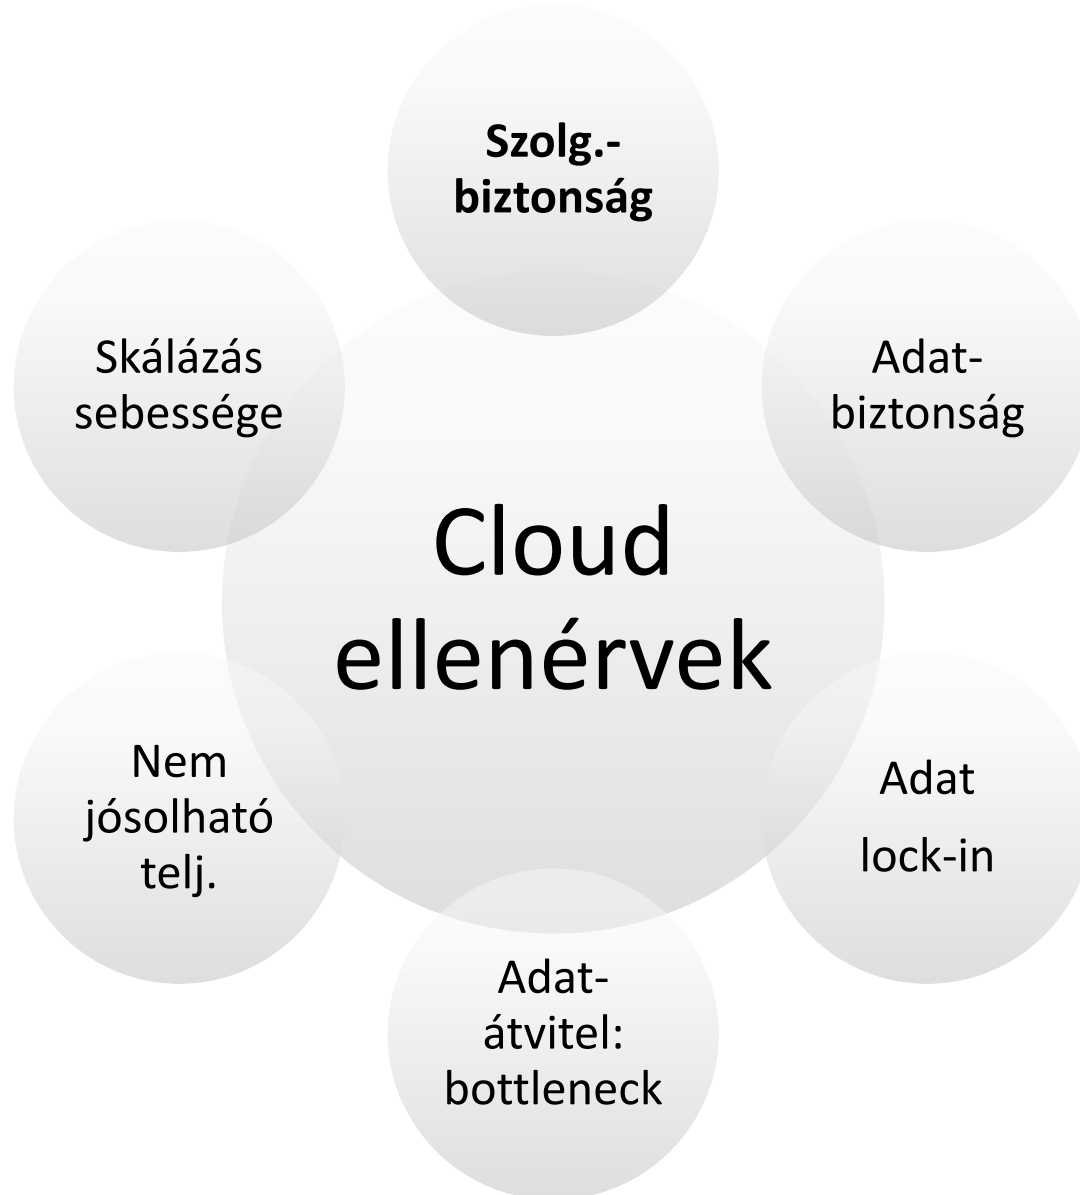 Szolg.-
biztonság
Skálázás
sebessége
Adat-
biztonság
Cloud
ellenérvek
Nem
jósolható
telj.
Adat
lock-in
Adat-
átvitel:
bottleneck